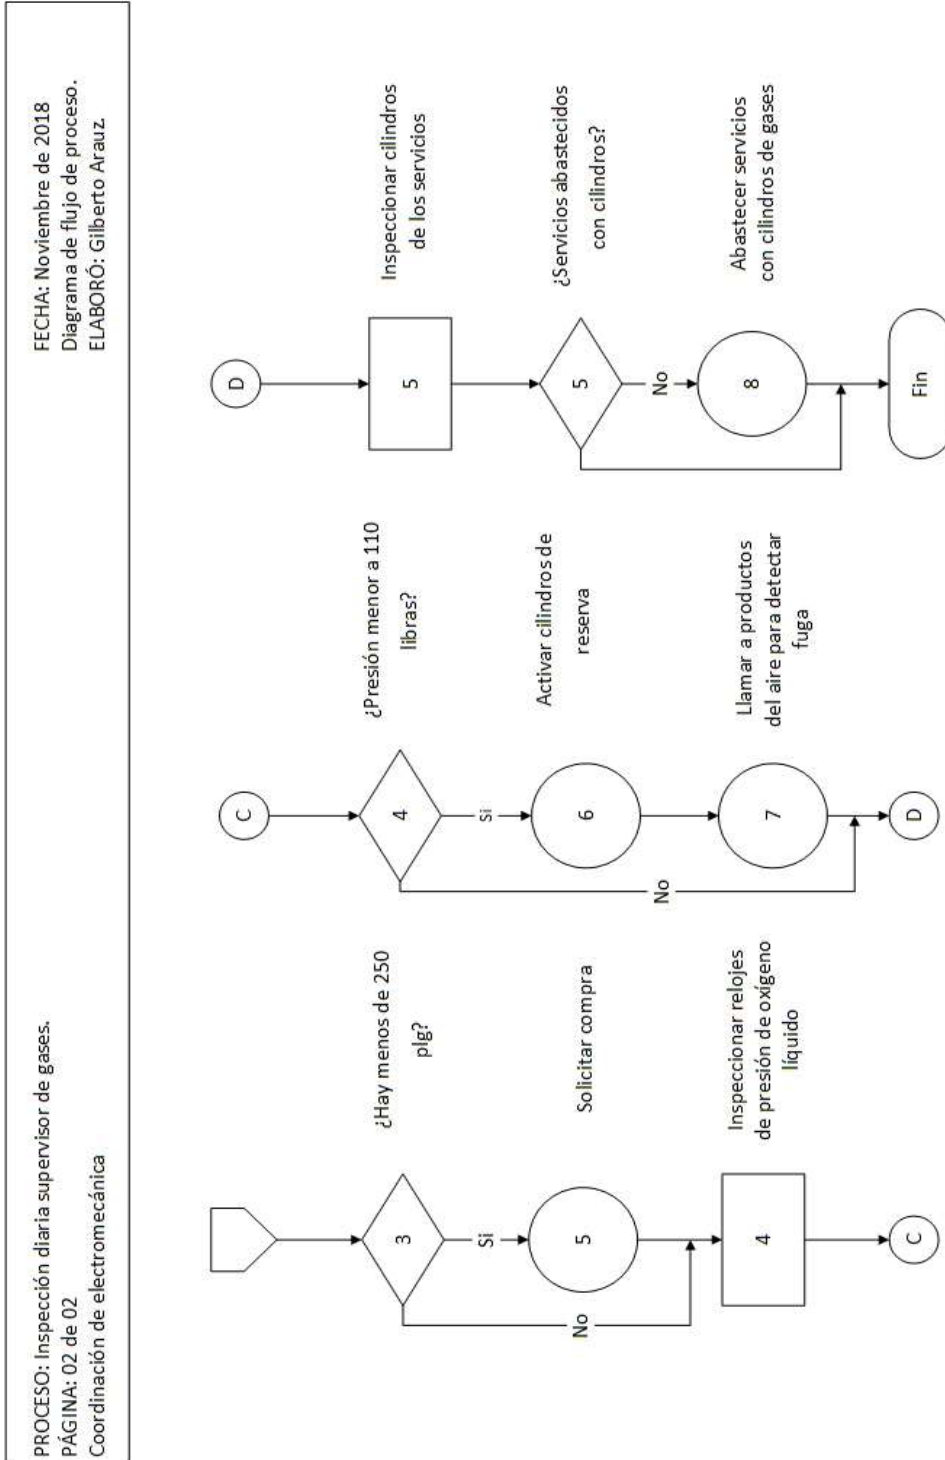 PROCESO: Inspección diaria supervisor de gases.
PÁGINA: 02 de 02
Coordinación de electromecánica
FECHA: Noviembre de 2018
Diagrama de flujo de proceso.
ELABORÓ: Gilberto Arauz
3
¿Hay menos de 250
plg?
Si
No
5
Solicitar compra
4
Inspeccionar relojes
de presión de oxígeno
líquido
C
C
4
¿Presión menor a 110
libras?
Si
No
6
Activar cilindros de
reserva
7
Llamar a productos
del aire para detectar
fuga
D
D
5
Inspeccionar cilindros
de los servicios
5
¿Servicios abastecidos
con cilindros?
No
8
Abastecer servicios
con cilindros de gases
Fin